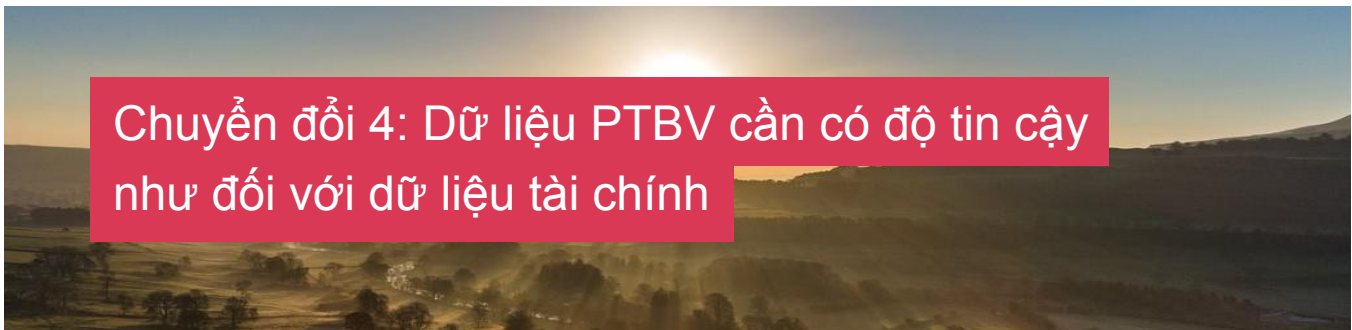 Chuyển đổi 4: Dữ liệu PTBV cần có độ tin cậy
như đối với dữ liệu tài chính